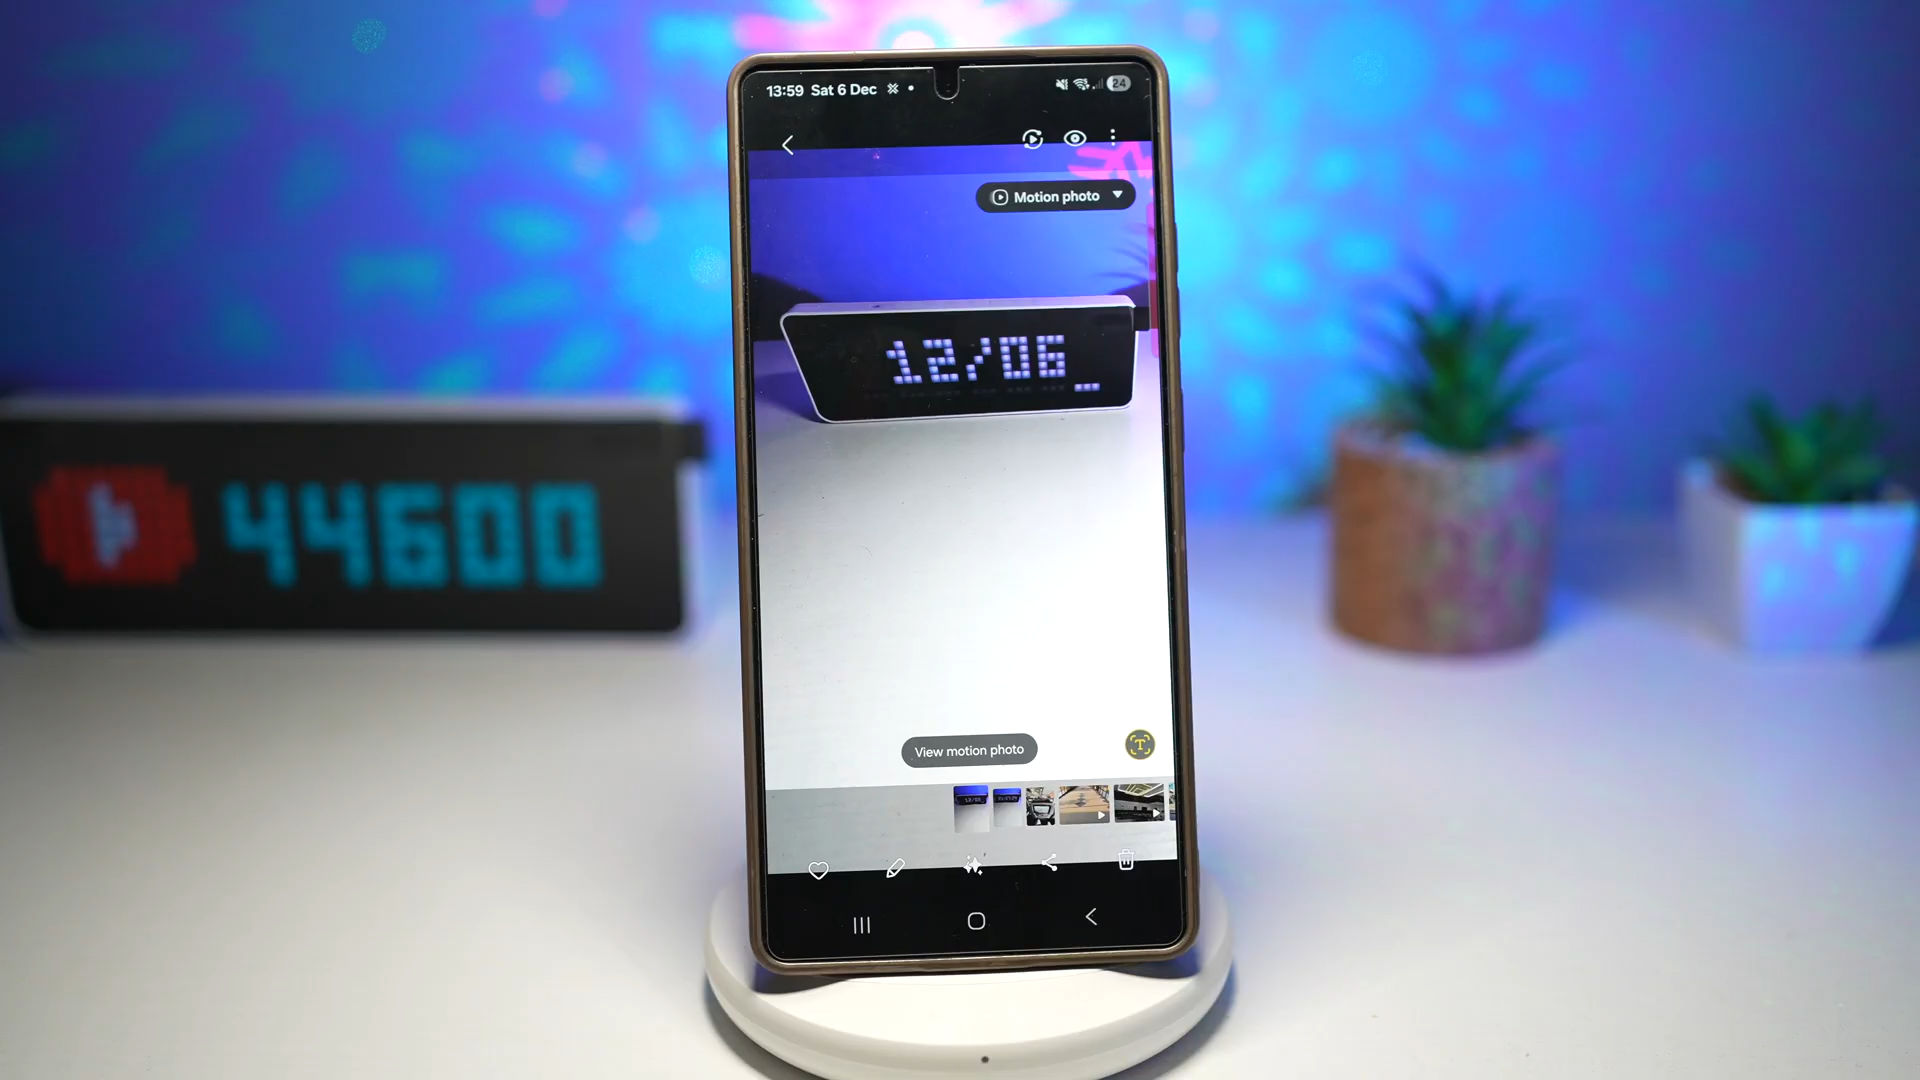 13:59 Sat 6 Dec
24
Motion photo
12/06
44600
View motion photo
T